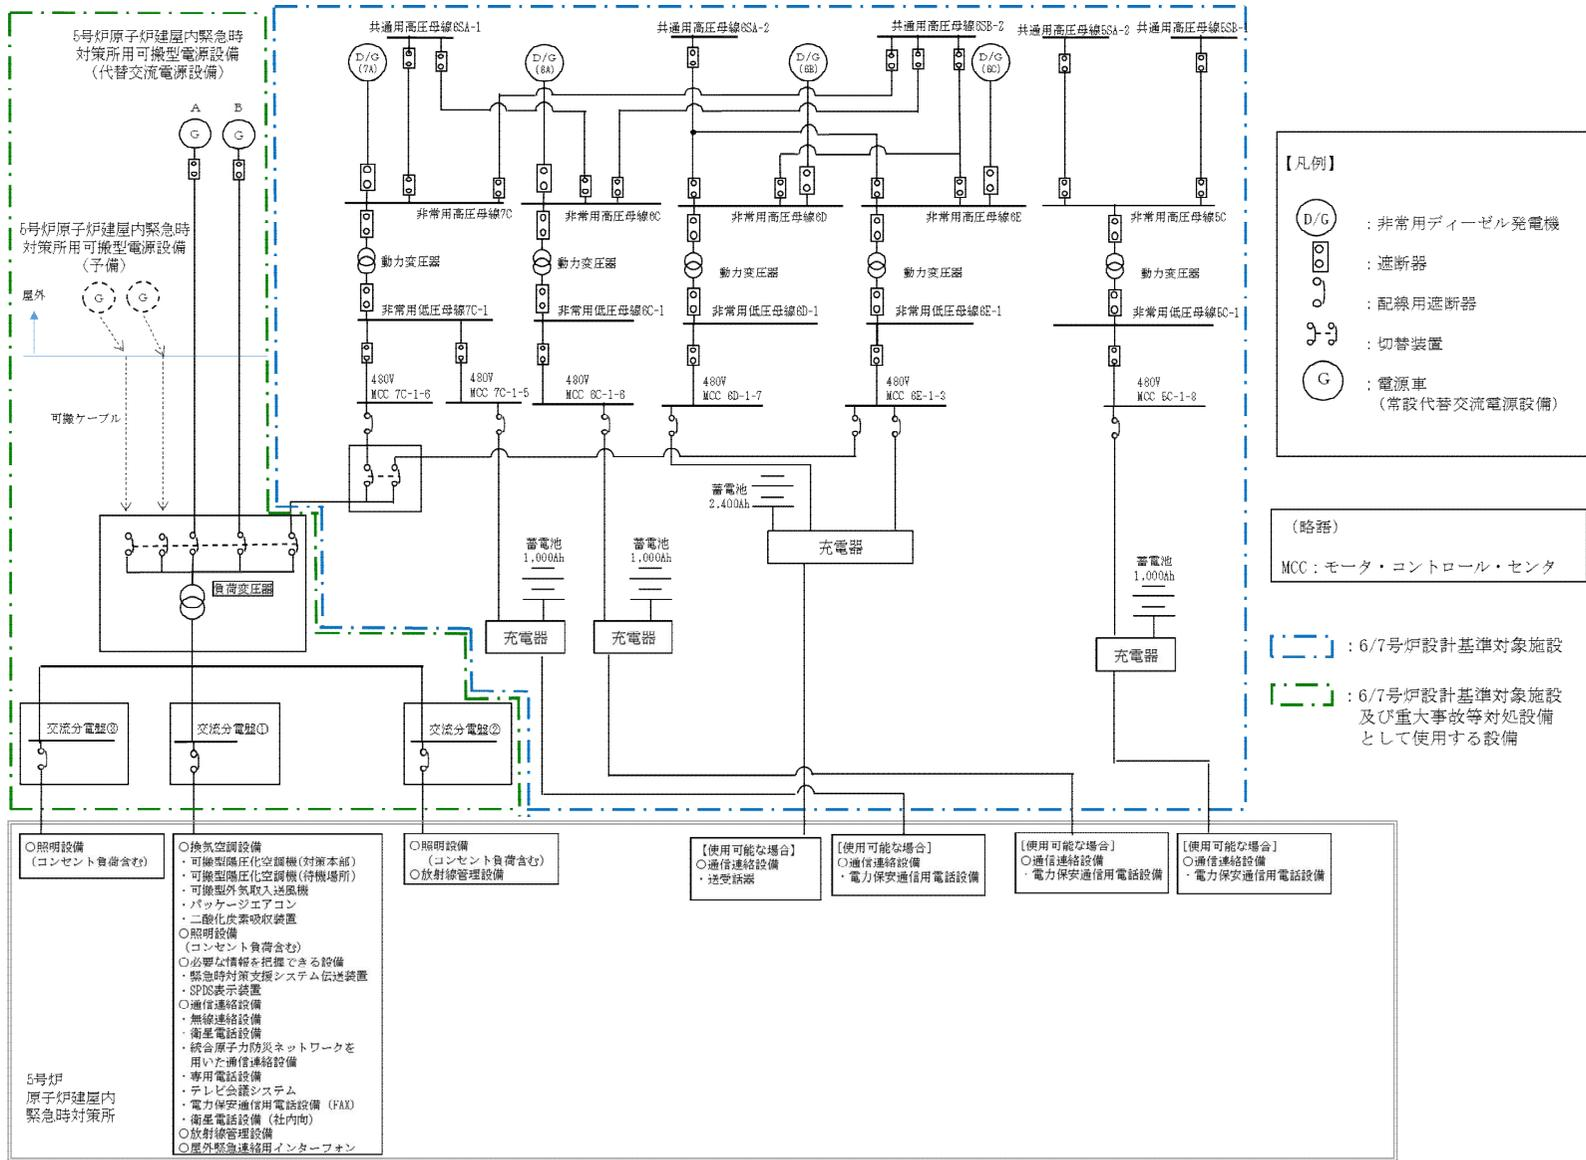 5号炉原子炉建屋内緊急時
対策所用可搬型電源設備
(代替交流電源設備)
A
B
G
G
5号炉原子炉建屋内緊急時
対策所用可搬型電源設備
(予備)
G
G
屋外
可搬ケーブル
共通用高圧母線6SA-1
共通用高圧母線6SA-2
共通用高圧母線6SB-2
共通用高圧母線5SA-2
共通用高圧母線5SB-1
D/G
(7A)
D/G
(6A)
D/G
(6B)
D/G
(6C)
非常用高圧母線7C
非常用高圧母線6C
非常用高圧母線6D
非常用高圧母線6E
非常用高圧母線5C
動力変圧器
動力変圧器
動力変圧器
動力変圧器
動力変圧器
非常用低圧母線7C-1
非常用低圧母線6C-1
非常用低圧母線6D-1
非常用低圧母線6E-1
非常用低圧母線5C-1
480V
MCC 7C-1-6
MCC 7C-1-5
480V
MCC 6C-1-8
480V
MCC 6D-1-7
480V
MCC 6E-1-3
480V
MCC 5C-1-8
蓄電池
2,400Ah
充電器
蓄電池
1,000Ah
充電器
蓄電池
1,000Ah
充電器
蓄電池
1,000Ah
充電器
負荷変圧器
交流分電盤③
交流分電盤①
交流分電盤②
○照明設備
(コンセント負荷含む)
○換気空調設備
・可搬型陽圧化空調機(対策本部)
・可搬型陽圧化空調機(待機場所)
・可搬型外気取入送風機
・パッケージエアコン
・二酸化炭素吸収装置
○照明設備
(コンセント負荷含む)
○必要な情報を把握できる設備
・緊急時対策支援システム伝送装置
・SPDS表示装置
○通信連絡設備
・無線連絡設備
・衛星電話設備
・統合原子力防災ネットワークを
用いた通信連絡設備
・専用電話設備
・テレビ会議システム
・電力保安通信用電話設備 (FAX)
・衛星電話設備 (社内向)
○放射線管理設備
○屋外緊急連絡用インターフォン
○照明設備
(コンセント負荷含む)
○放射線管理設備
【使用可能な場合】
○通信連絡設備
・送受話器
[使用可能な場合]
○通信連絡設備
・電力保安通信用電話設備
[使用可能な場合]
○通信連絡設備
・電力保安通信用電話設備
[使用可能な場合]
○通信連絡設備
・電力保安通信用電話設備
5号炉
原子炉建屋内
緊急時対策所
【凡例】
D/G
:非常用ディーゼル発電機
:遮断器
:配線用遮断器
:切替装置
G
:電源車
(常設代替交流電源設備)
(略語)
MCC:モータ・コントロール・センタ
:6/7号炉設計基準対象施設
:6/7号炉設計基準対象施設
及び重大事故等対処設備
として使用する設備